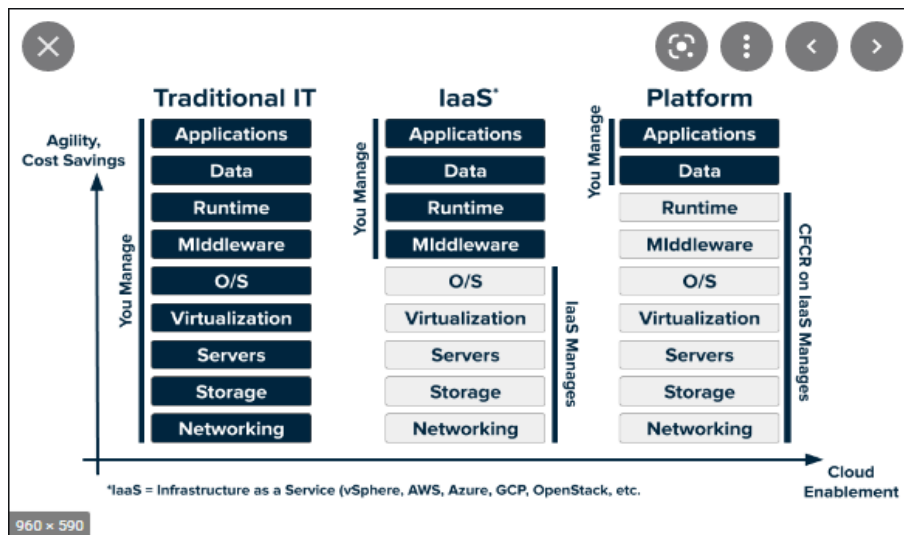 Traditional IT
IaaS*
Platform
Agility,
Cost Savings
You Manage
Applications
Data
Runtime
MIddleware
O/S
Virtualization
Servers
Storage
Networking
You Manage
Applications
Data
Runtime
MIddleware
O/S
Virtualization
Servers
Storage
Networking
IaaS Manages
You Manage
Applications
Data
Runtime
MIddleware
O/S
Virtualization
Servers
Storage
Networking
CFCR on
IaaS Manages
Cloud
Enablement
*IaaS = Infrastructure as a Service (vSphere, AWS, Azure, GCP, OpenStack, etc.
960 × 590